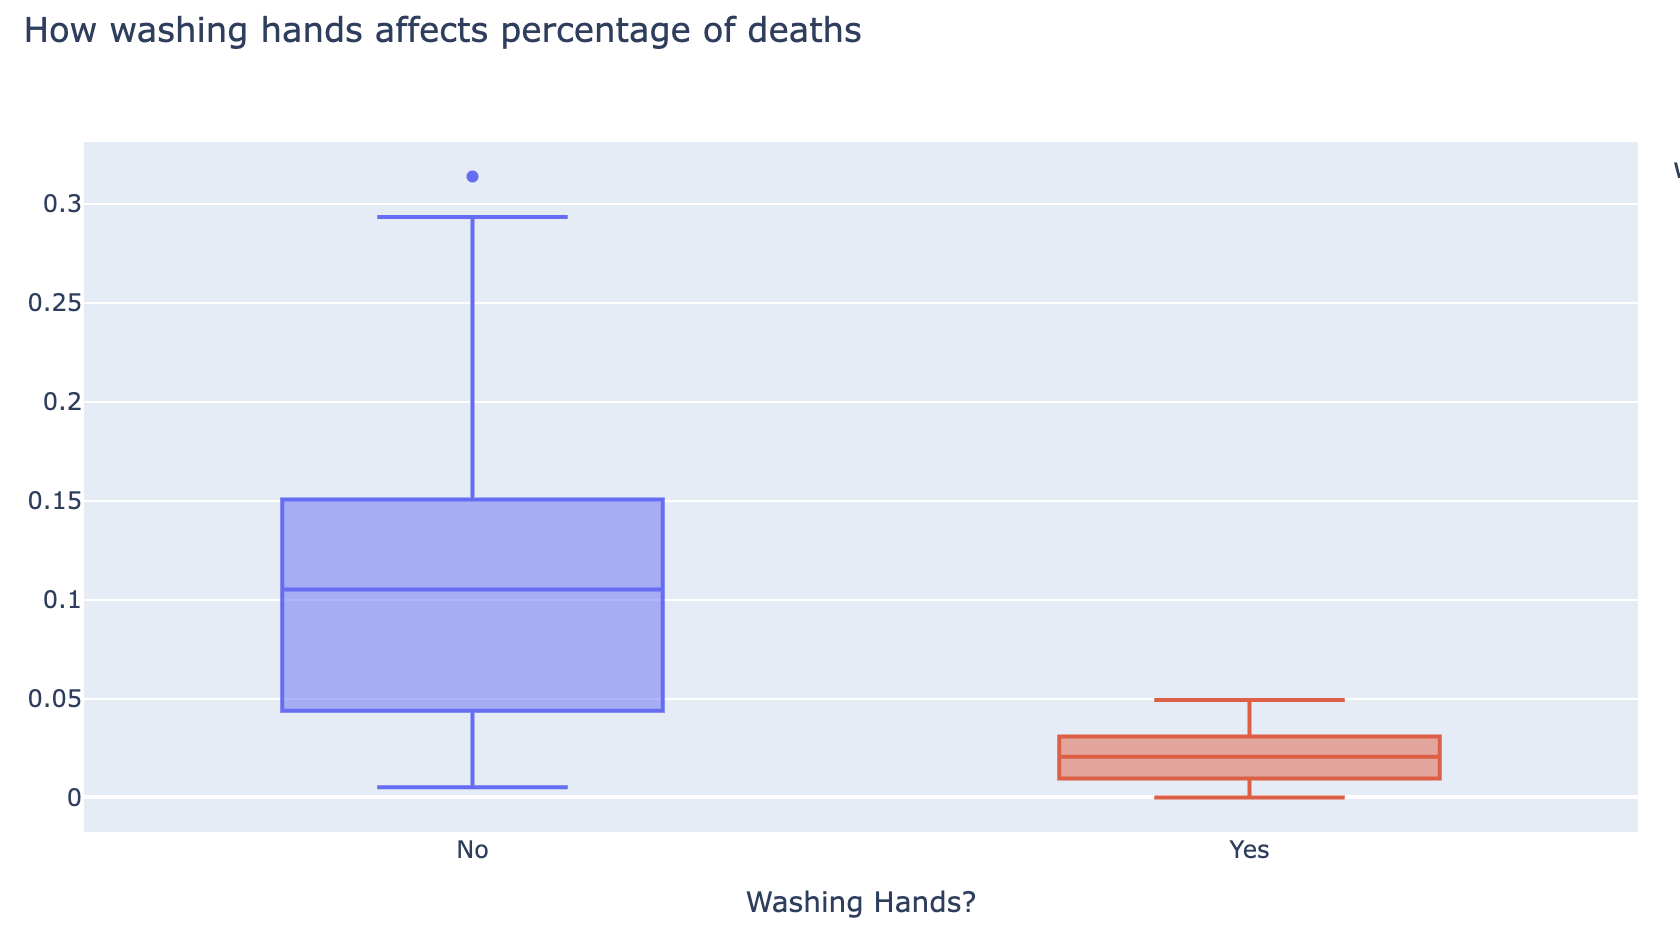 How washing hands affects percentage of deaths
0.3
0.25
0.2
0.15
0.1
0.05
0
No
Yes
Washing Hands?